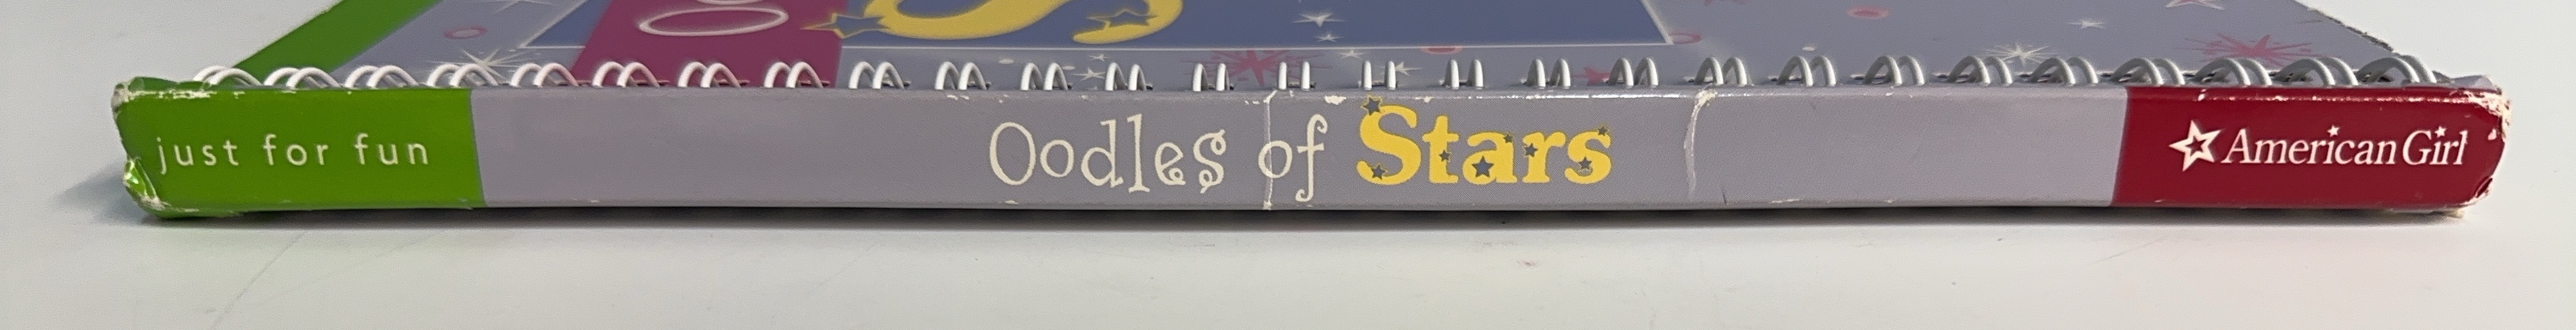 just for fun
Oodles of Stars
American Girl